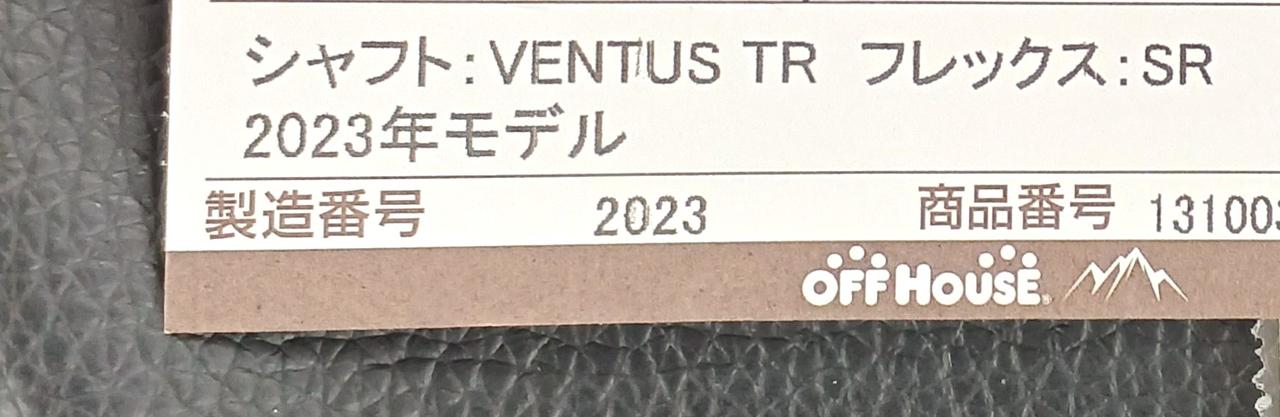 シャフト:VENTUS TR フレックス:SR
2023年モデル
製造番号 2023 商品番号
OFF HOUSE